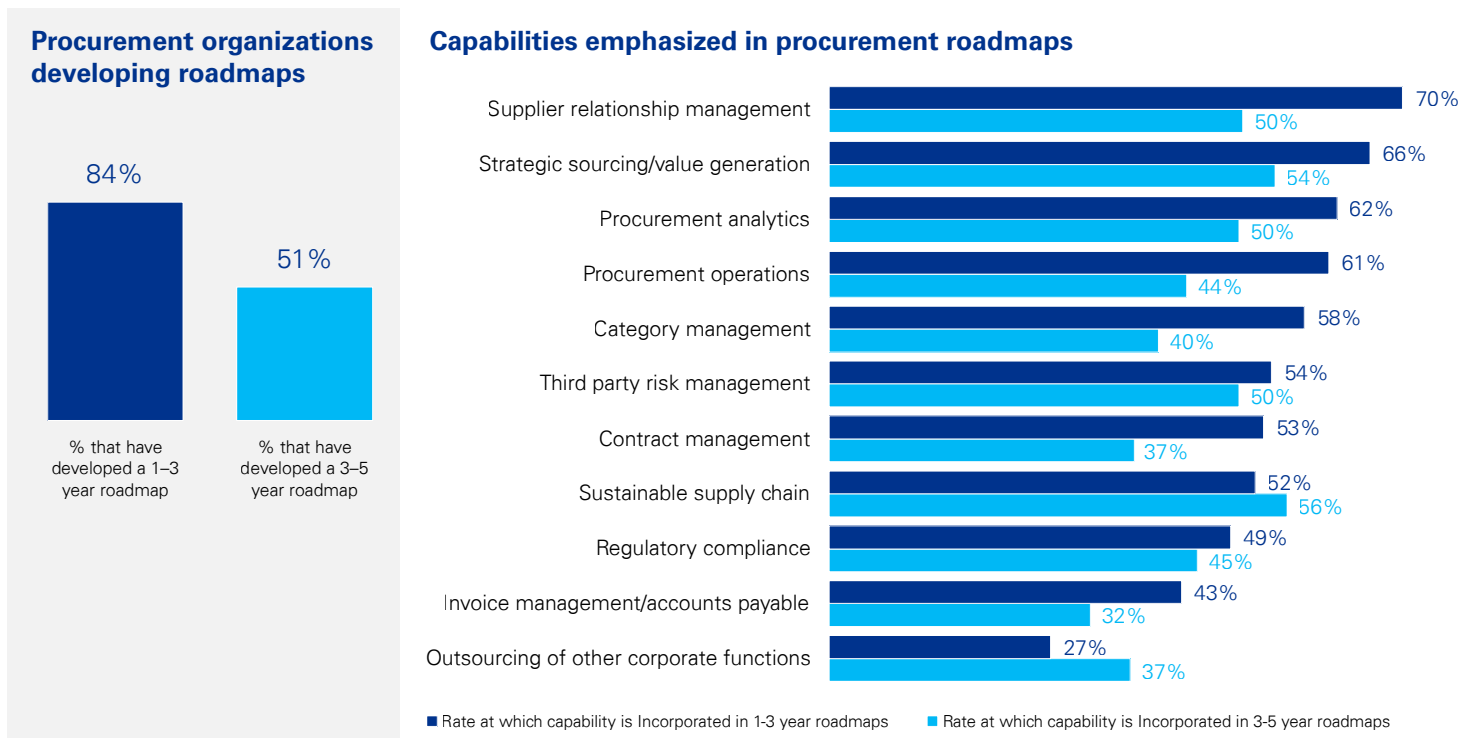 Procurement organizations
developing roadmaps
84%
51%
% that have
developed a 1–3
year roadmap
% that have
developed a 3–5
year roadmap
Capabilities emphasized in procurement roadmaps
Supplier relationship management
70%
50%
Strategic sourcing/value generation
66%
54%
Procurement analytics
62%
50%
Procurement operations
61%
44%
Category management
58%
40%
Third party risk management
54%
50%
Contract management
53%
37%
Sustainable supply chain
52%
56%
Regulatory compliance
49%
45%
Invoice management/accounts payable
43%
32%
Outsourcing of other corporate functions
27%
37%
Rate at which capability is Incorporated in 1-3 year roadmaps
Rate at which capability is Incorporated in 3-5 year roadmaps